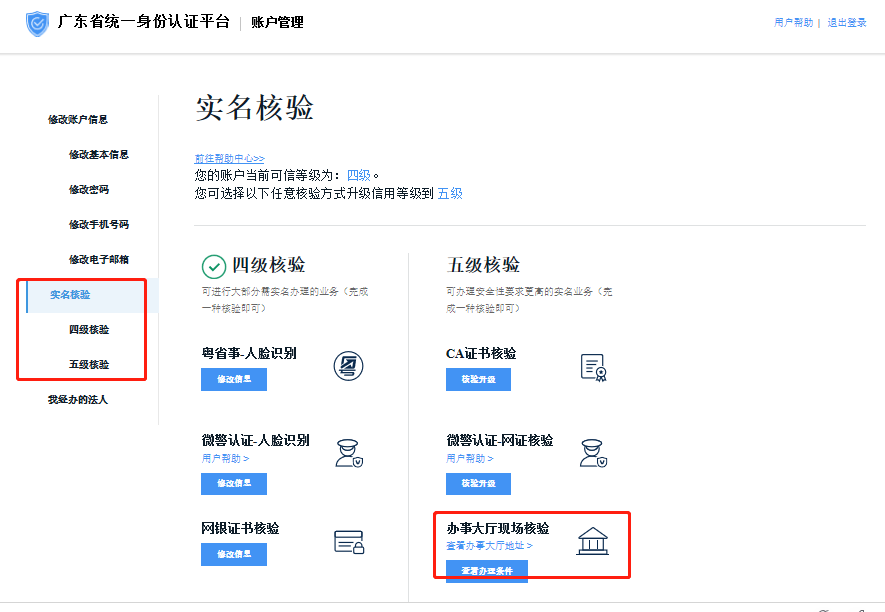 广东省统一身份认证平台 | 账户管理
用户帮助 | 退出登录
修改账户信息
修改基本信息
修改密码
修改手机号码
修改电子邮箱
实名核验
四级核验
五级核验
我经办的法人
实名核验
前往帮助中心>>
您的账户当前可信等级为：四级。
您可选择以下任意核验方式升级信用等级到 五级
四级核验
可进行大部分需实名办理的业务（完成
一种核验即可）
粤省事-人脸识别
修改信息
微警认证-人脸识别
用户帮助 >
修改信息
网银证书核验
修改信息
五级核验
可办理安全性要求更高的实名业务（完
成一种核验即可）
CA证书核验
核验升级
微警认证-网证核验
用户帮助 >
核验升级
办事大厅现场核验
查看办事大厅地址 >
查看办理条件